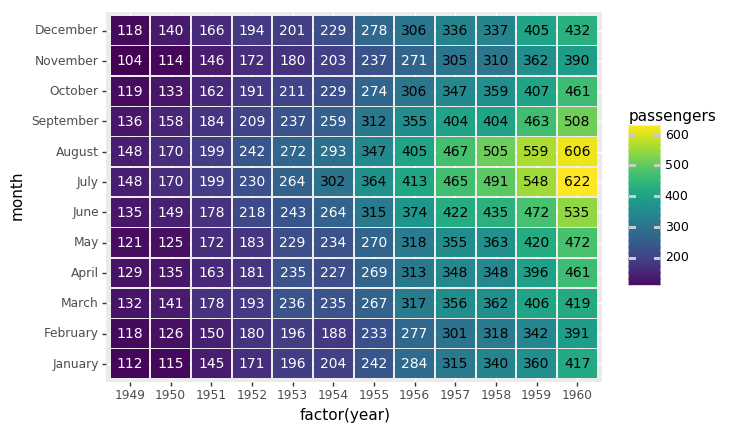 December 118 140 166 194 201 229 278 306 336 337 405 432
November 104 114 146 172 180 203 237 271 305 310 362 390
October 119 133 162 191 211 229 274 306 347 359 407 461
September 136 158 184 209 237 259 312 355 404 404 463 508
August 148 170 199 242 272 293 347 405 467 505 559 606
July 148 170 199 230 264 302 364 413 465 491 548 622
June 135 149 178 218 243 264 315 374 422 435 472 535
May 121 125 172 183 229 234 270 318 355 363 420 472
April 129 135 163 181 235 227 269 313 348 348 396 461
March 132 141 178 193 236 235 267 317 356 362 406 419
February 118 126 150 180 196 188 233 277 301 318 342 391
January 112 115 145 171 196 204 242 284 315 340 360 417
1949 1950 1951 1952 1953 1954 1955 1956 1957 1958 1959 1960
factor(year)
month
passengers
600
500
400
300
200